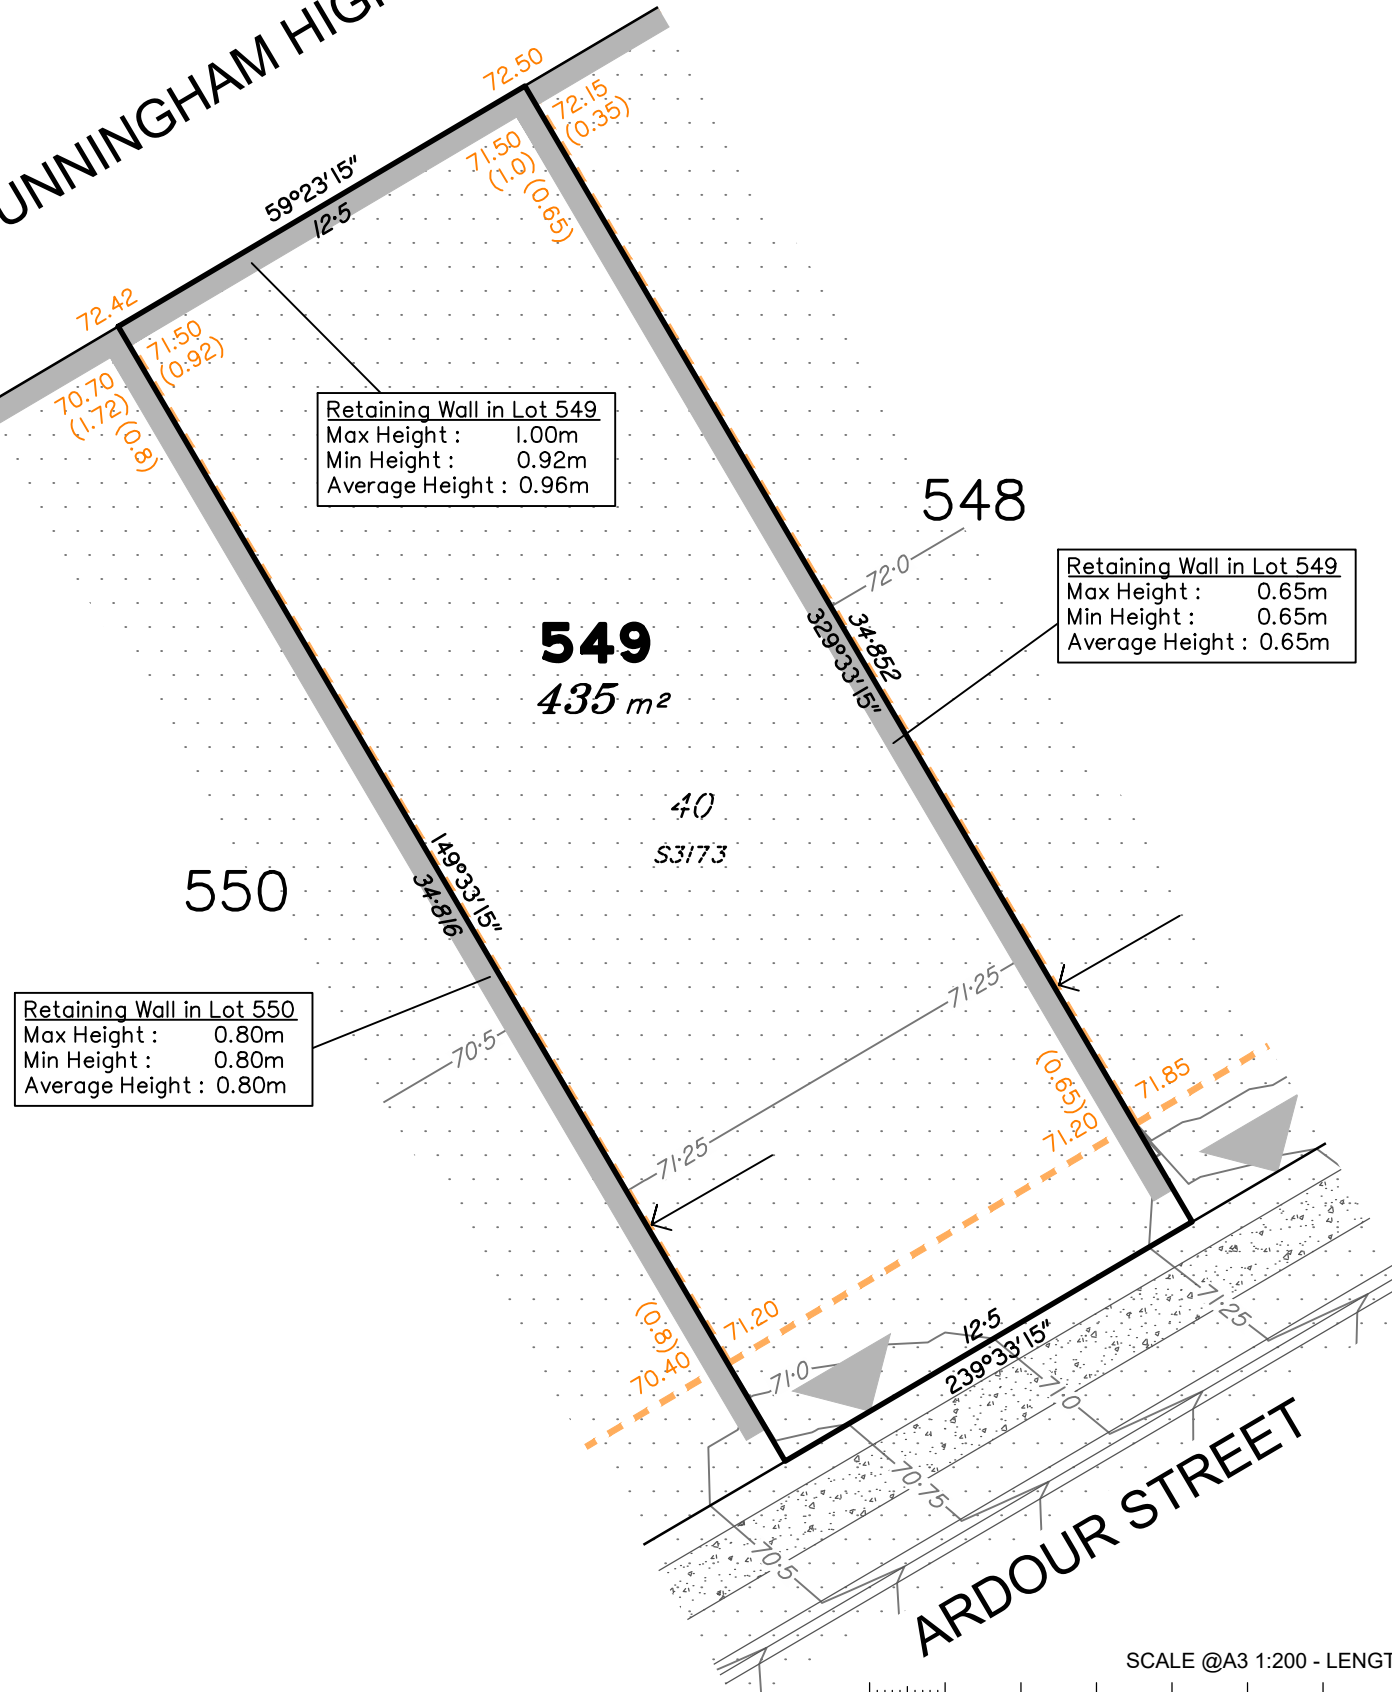 UNNINGHAM HIGH
72.50
72.15
(0.35)
71.50
(1.0)(0.65)
59°23'15"
12·5
72.42
71.50
(0.92)
70.70
(1.72)(0.8)
Retaining Wall in Lot 549
Max Height : 1.00m
Min Height : 0.92m
Average Height : 0.96m
548
72·0
Retaining Wall in Lot 549
Max Height : 0.65m
Min Height : 0.65m
Average Height : 0.65m
34·852
329°33'15"
549
435 m²
40
S3173
550
149°33'15"
34·816
71·25
Retaining Wall in Lot 550
Max Height : 0.80m
Min Height : 0.80m
Average Height : 0.80m
70·5
(0.65)
71.85
71.20
71·25
(0.8)
71.20
70.40
71·0
12·5
239°33'15"
71·25
71·0
70·75
70·5
ARDOUR STREET
SCALE @A3 1:200 - LENGT